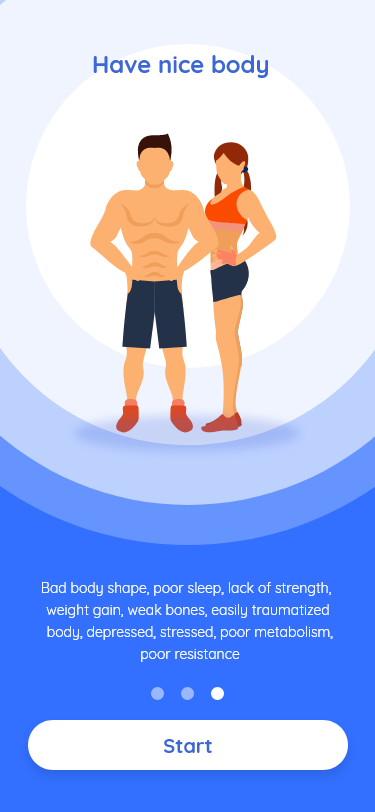 Have nice body
Bad body shape, poor sleep, lack of strength,
weight gain, weak bones, easily traumatized
body, depressed, stressed, poor metabolism,
poor resistance
Start